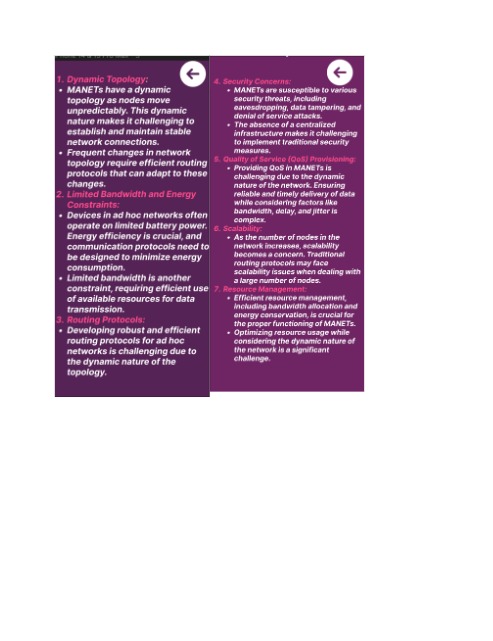 1. Dynamic Topology:
• MANETs have a dynamic
topology as nodes move
unpredictably. This dynamic
nature makes it challenging to
establish and maintain stable
network connections.
• Frequent changes in network
topology require efficient routing
protocols that can adapt to these
changes.
2. Limited Bandwidth and Energy
Constraints:
• Devices in ad hoc networks often
operate on limited battery power.
Energy efficiency is crucial, and
communication protocols need to
be designed to minimize energy
consumption.
• Limited bandwidth is another
constraint, requiring efficient use
of available resources for data
transmission.
3. Routing Protocols:
• Developing robust and efficient
routing protocols for ad hoc
networks is challenging due to
the dynamic nature of the
topology.
4. Security Concerns:
• MANETs are susceptible to various
security threats, including
eavesdropping, data tampering, and
denial of service attacks.
• The absence of a centralized
infrastructure makes it challenging
to implement traditional security
measures.
5. Quality of Service (QoS) Provisioning:
• Providing QoS in MANETs is
challenging due to the dynamic
nature of the network. Ensuring
reliable and timely delivery of data
while considering factors like
bandwidth, delay, and jitter is
complex.
6. Scalability:
• As the number of nodes in the
network increases, scalability
becomes a concern. Traditional
routing protocols may face
scalability issues when dealing with
a large number of nodes.
7. Resource Management:
• Efficient resource management,
including bandwidth allocation and
energy conservation, is crucial for
the proper functioning of MANETs.
• Optimizing resource usage while
considering the dynamic nature of
the network is a significant
challenge.